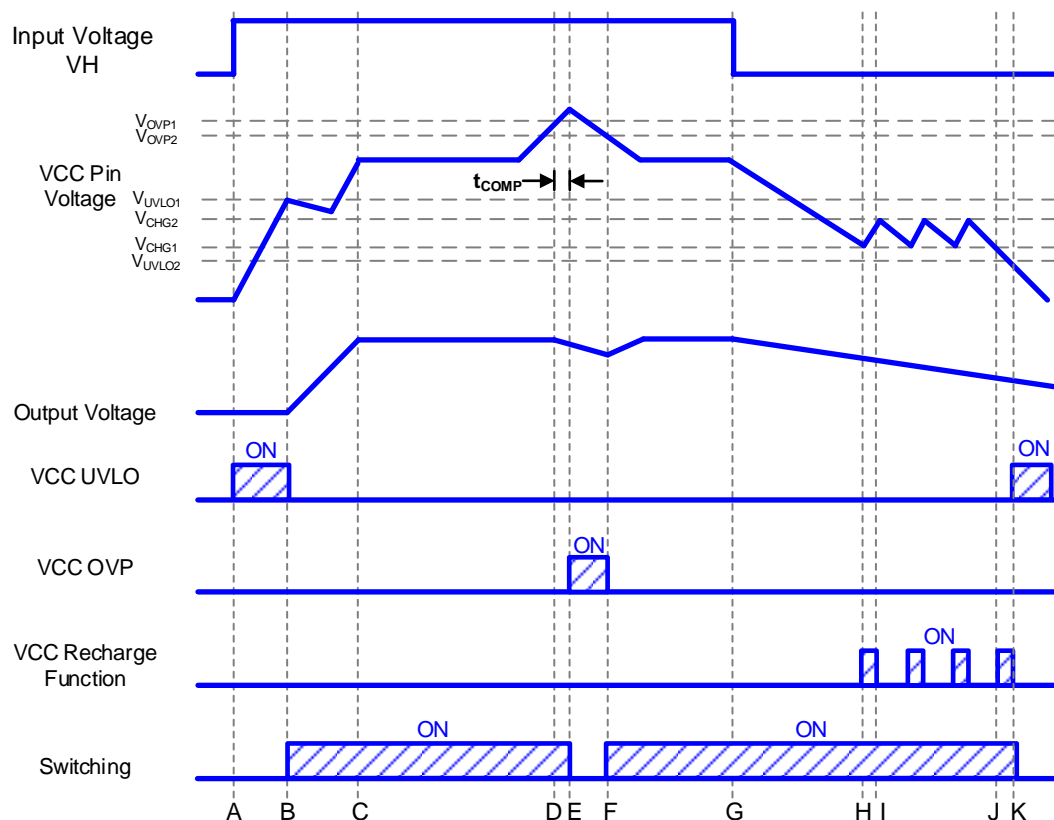 Input Voltage
VH
VOVP1
VOVP2
VCC Pin
Voltage
tCOMP
VUVLO1
VCHG2
VCHG1
VUVLO2
Output Voltage
ON
ON
VCC UVLO
ON
VCC OVP
VCC Recharge
Function
ON
ON
ON
Switching
A B C D E F G H I J K